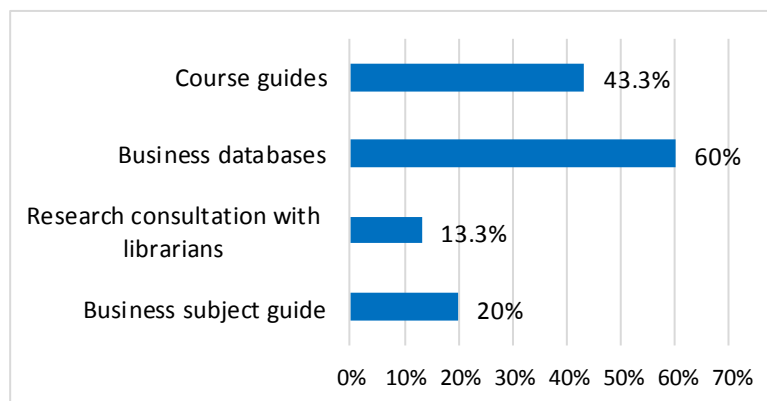 Course guides
43.3%
Business databases
60%
Research consultation with
librarians
13.3%
Business subject guide
20%
0% 10% 20% 30% 40% 50% 60% 70%